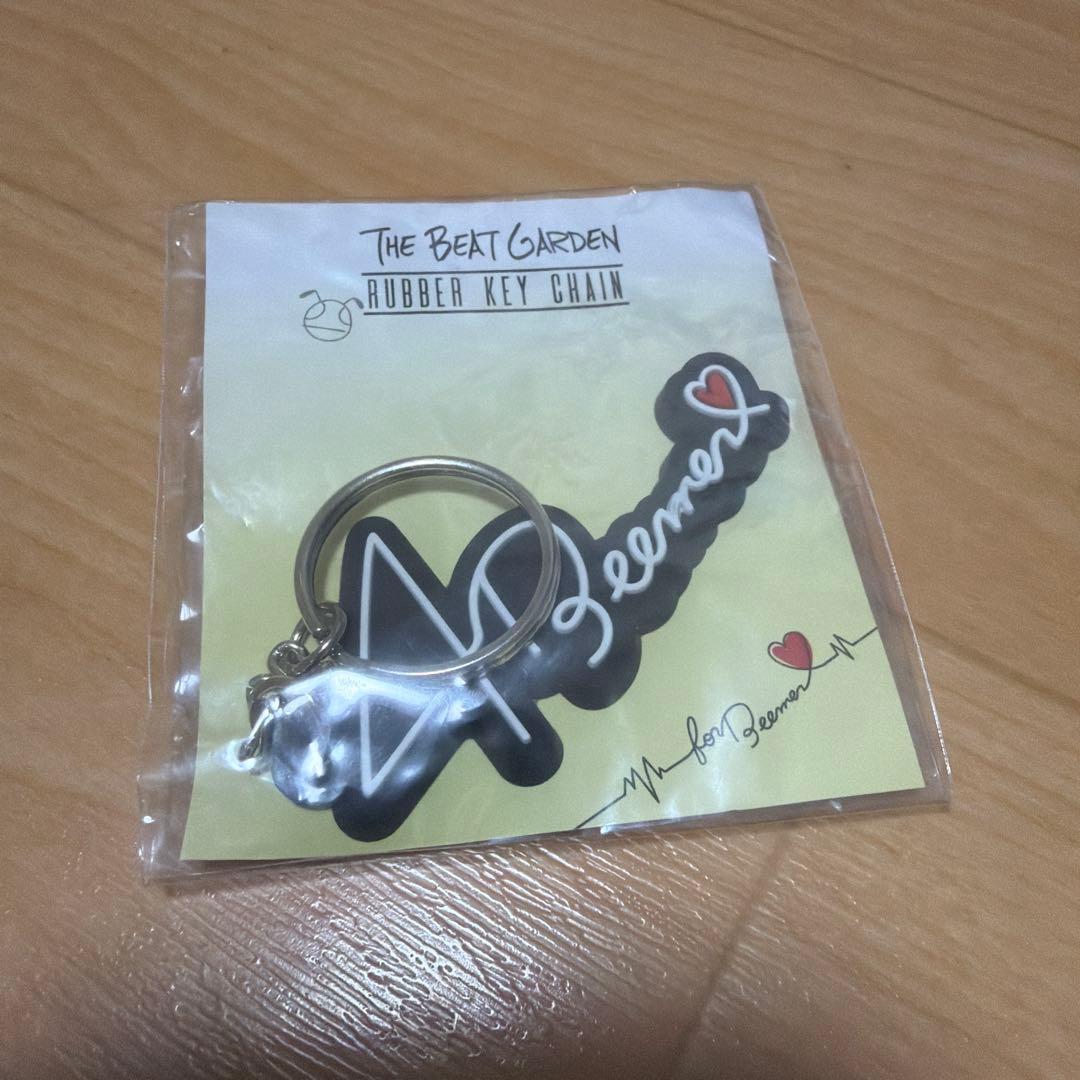 THE BEAT GARDEN
RUBBER KEY CHAIN
Beemer
for Beemer